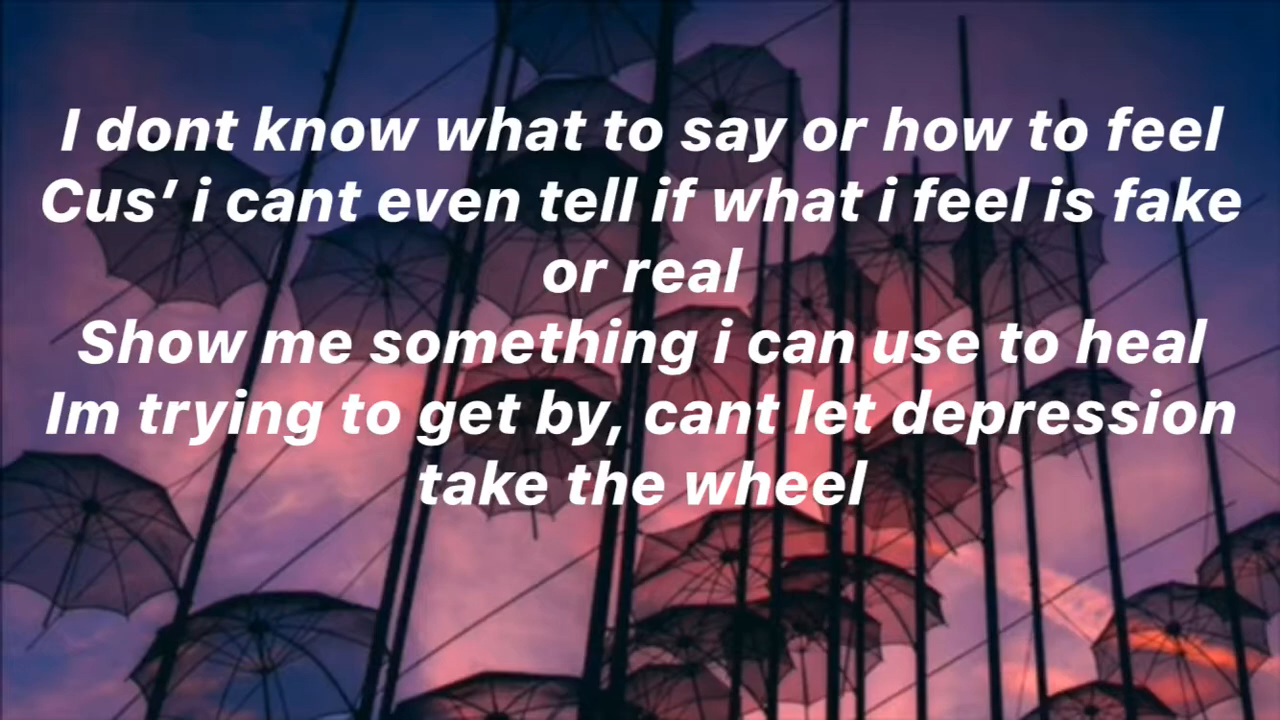 I dont know what to say or how to feel
Cus’ i cant even tell if what i feel is fake
or real
Show me something i can use to heal
Im trying to get by, cant let depression
take the wheel